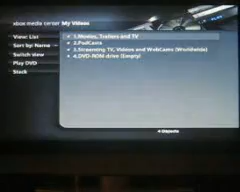 xbox media center My Videos
View: List
Sort by: Name
Switch view
Play DVD
Stack
1.Movies, Trailers and TV
2.PodCasts
3.Streaming TV, Videos and WebCams (Worldwide)
4.DVD-ROM drive (Empty)
4 Objects